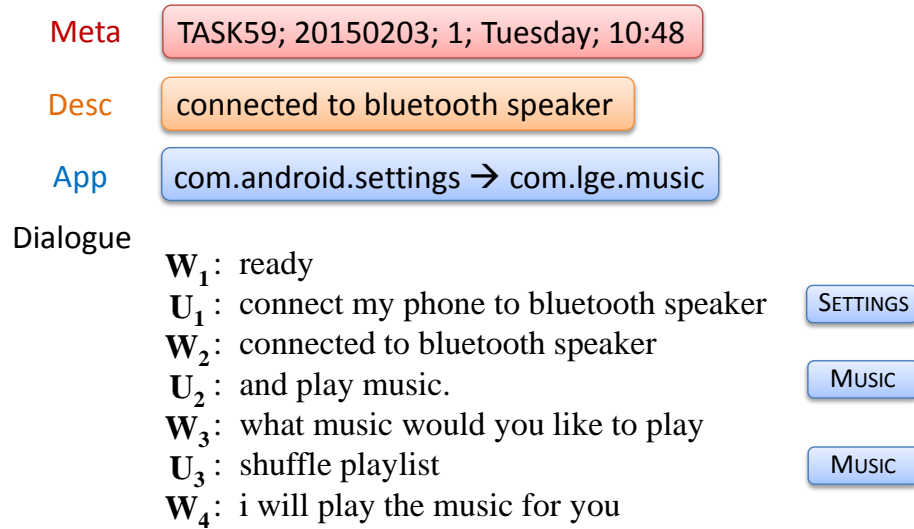 Meta TASK59; 20150203; 1; Tuesday; 10:48
Desc connected to bluetooth speaker
App com.android.settings → com.lge.music
Dialogue
W1: ready
U1: connect my phone to bluetooth speaker SETTINGS
W2: connected to bluetooth speaker
U2: and play music. MUSIC
W3: what music would you like to play
U3: shuffle playlist MUSIC
W4: i will play the music for you